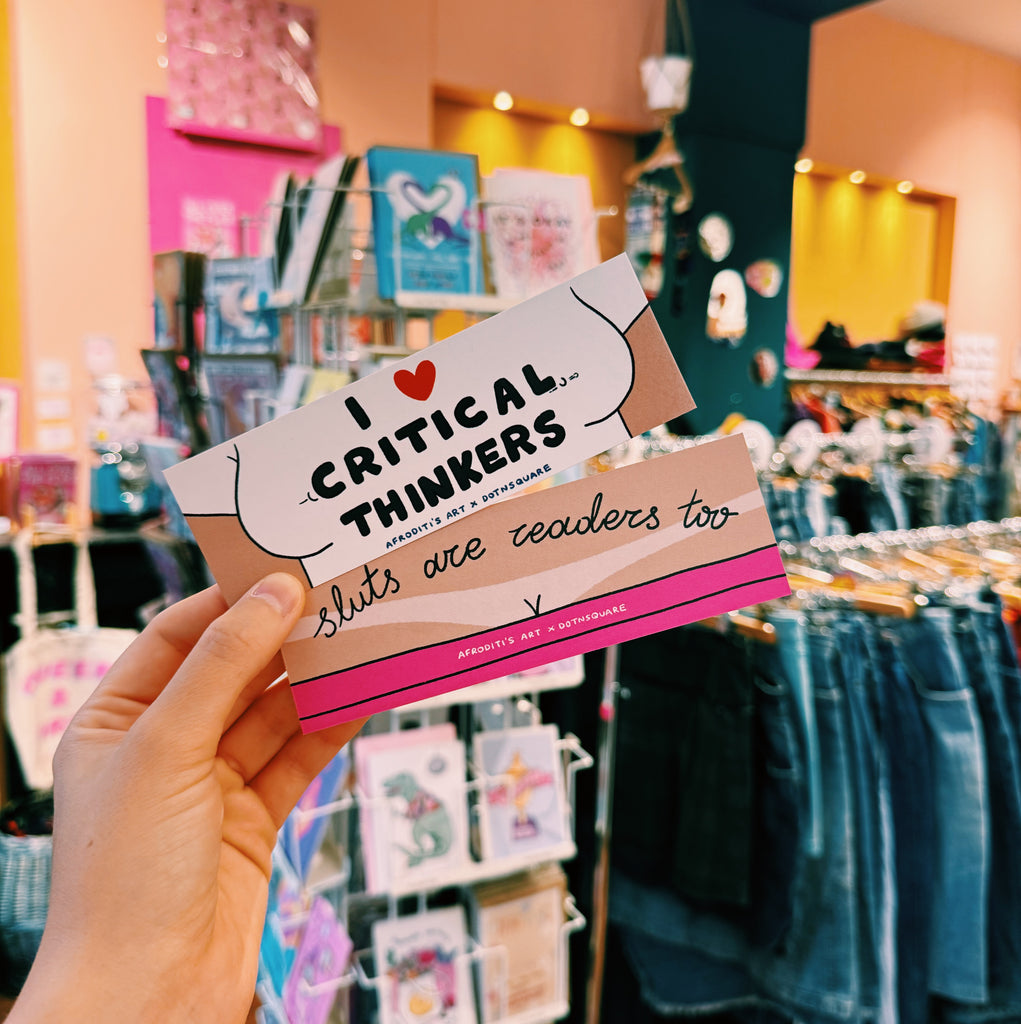 I ❤
CRITICAL
THINKERS
AFRODITI'S ART X DOTNSQUARE
sluts are readers too
AFRODITI'S ART X DOTNSQUARE